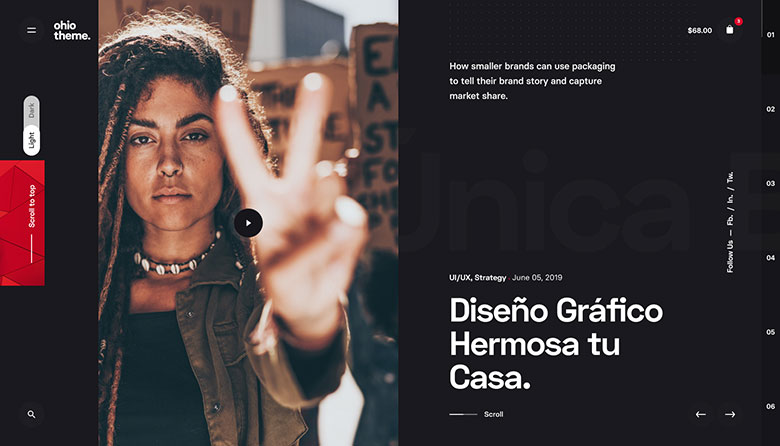 ohio
theme.
$68.00
3
01
How smaller brands can use packaging
to tell their brand story and capture
market share.
Dark
Light
02
Scroll to top
03
Única
Follow Us — Fb. / In. / Tw.
04
UI/UX, Strategy · June 05, 2019
Diseño Gráfico
Hermosa tu
Casa.
05
Scroll
06